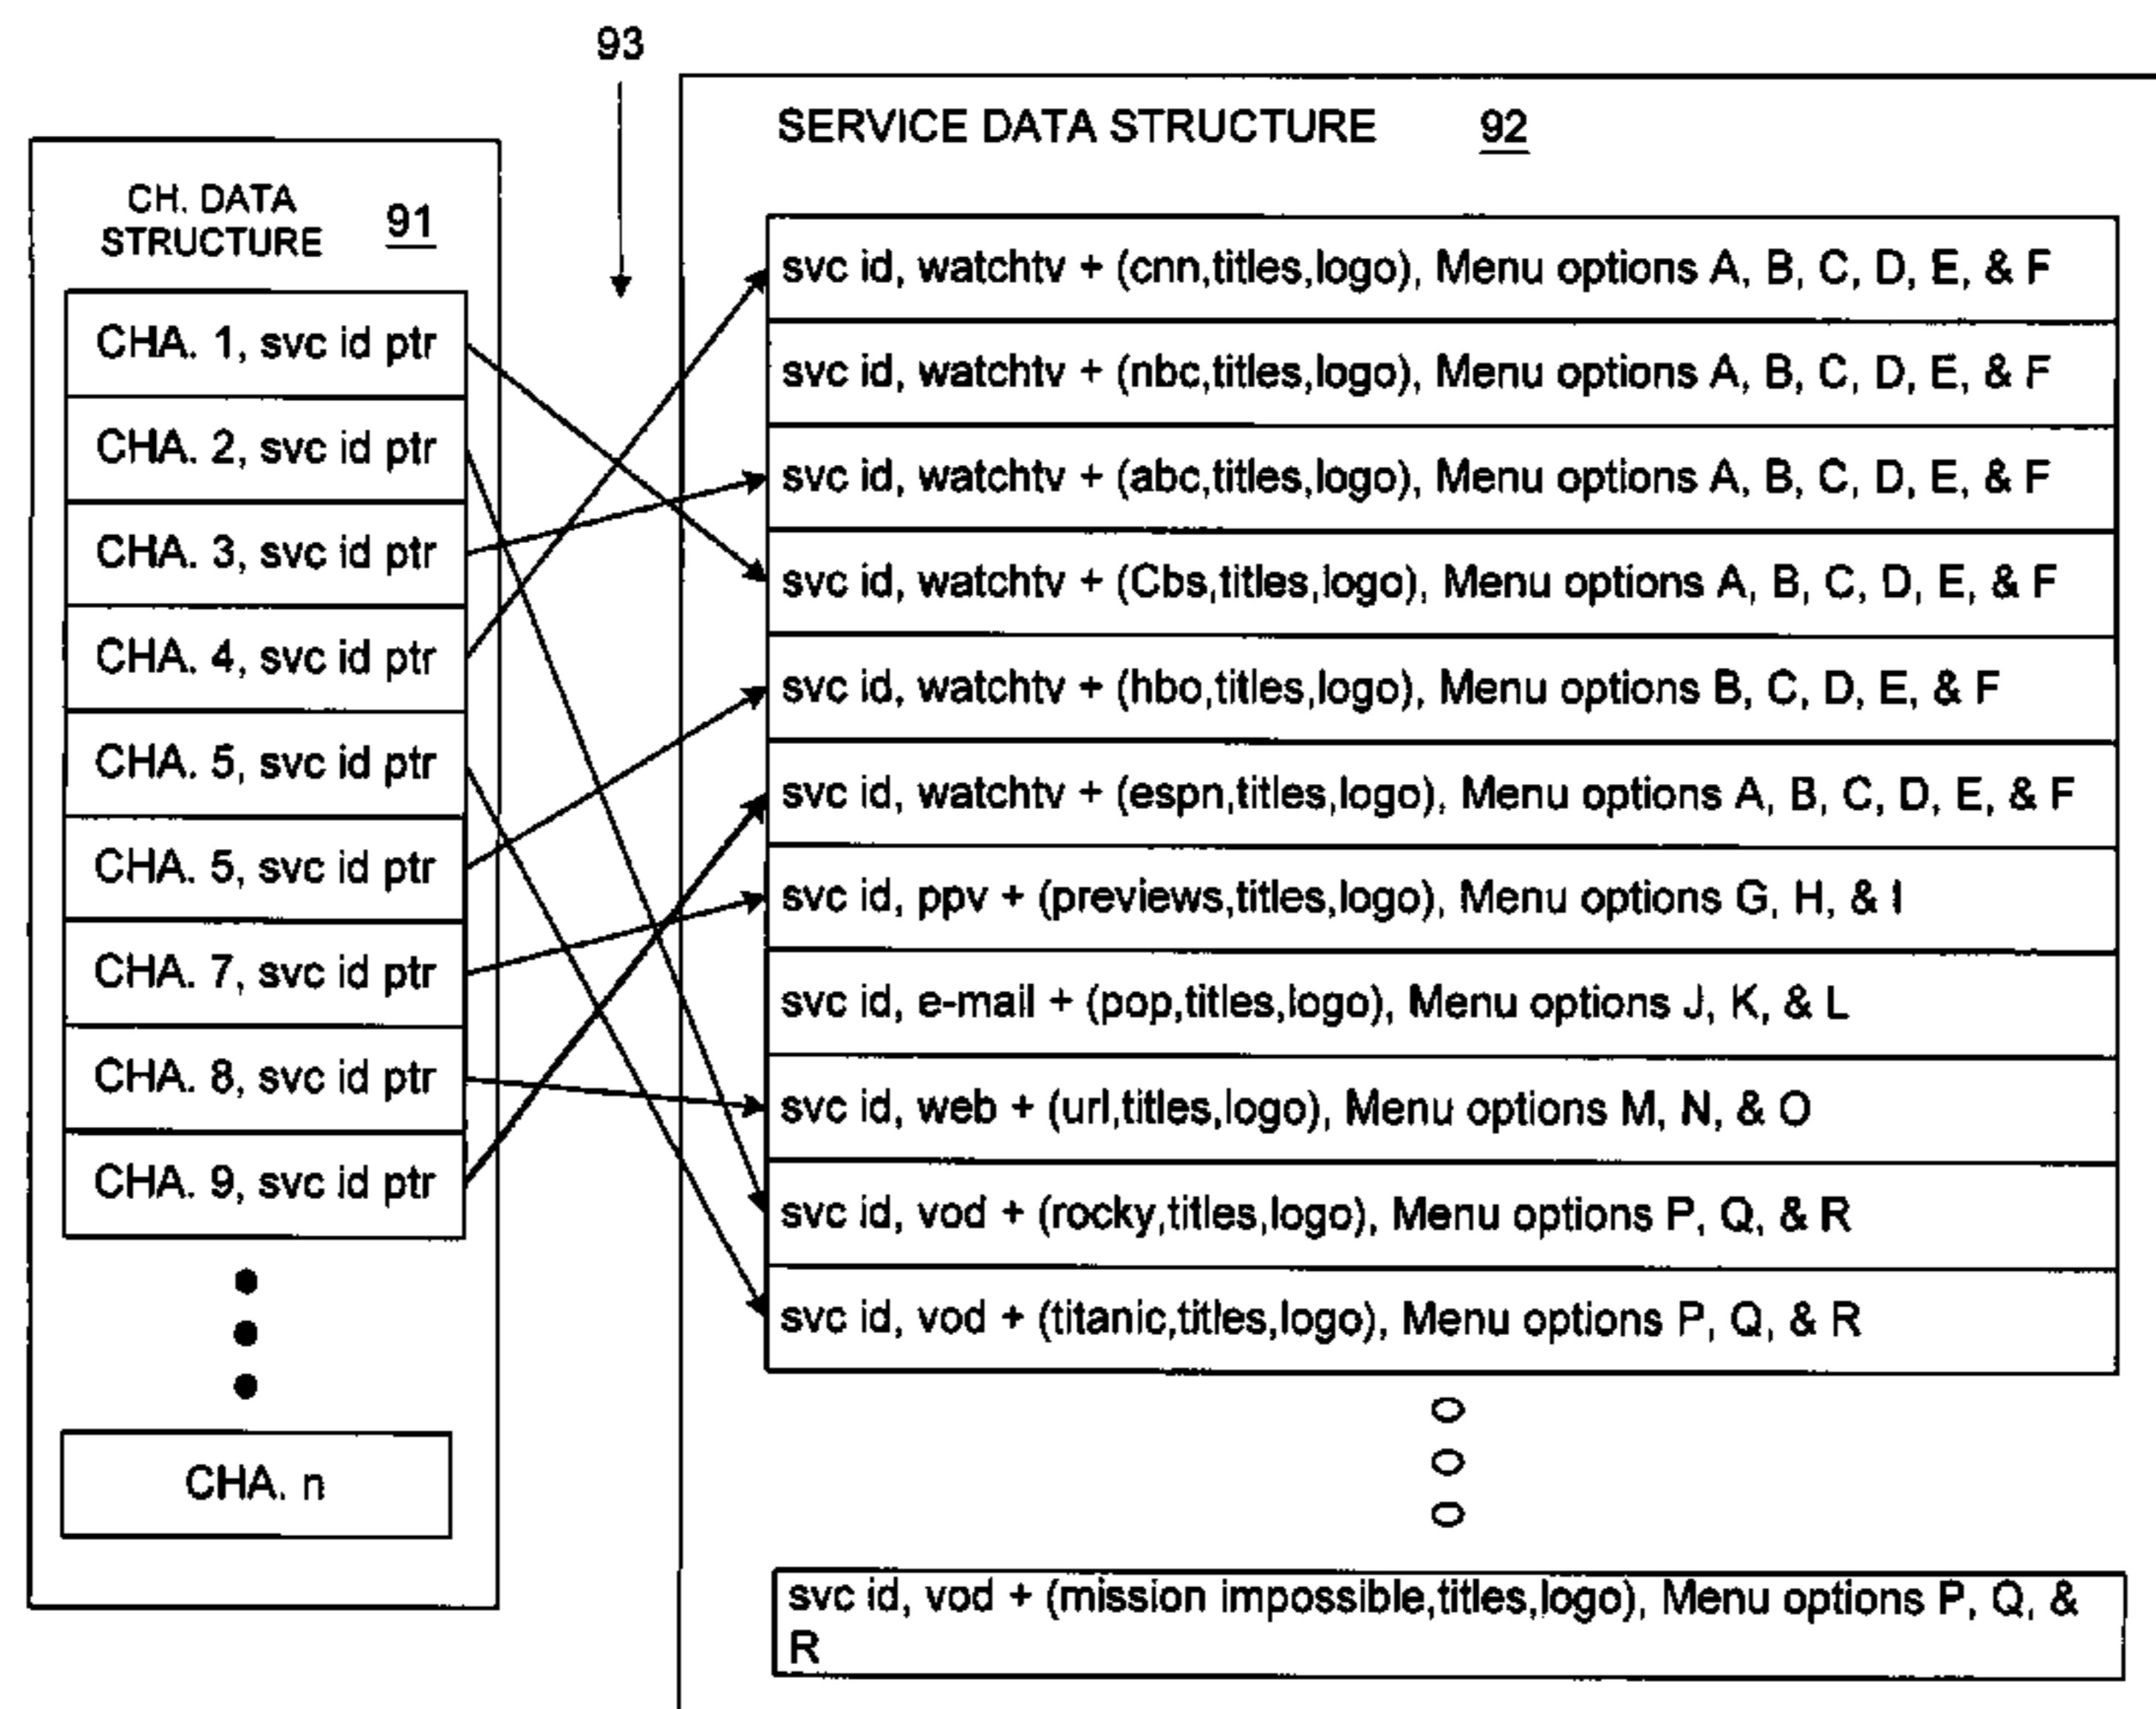 93
SERVICE DATA STRUCTURE 92
CH. DATA
STRUCTURE 91
CHA. 1, svc id ptr
CHA. 2, svc id ptr
CHA. 3, svc id ptr
CHA. 4, svc id ptr
CHA. 5, svc id ptr
CHA. 5, svc id ptr
CHA. 7, svc id ptr
CHA. 8, svc id ptr
CHA. 9, svc id ptr
CHA. n
svc id, watchtv + (cnn,titles,logo), Menu options A, B, C, D, E, & F
svc id, watchtv + (nbc,titles,logo), Menu options A, B, C, D, E, & F
svc id, watchtv + (abc,titles,logo), Menu options A, B, C, D, E, & F
svc id, watchtv + (Cbs,titles,logo), Menu options A, B, C, D, E, & F
svc id, watchtv + (hbo,titles,logo), Menu options B, C, D, E, & F
svc id, watchtv + (espn,titles,logo), Menu options A, B, C, D, E, & F
svc id, ppv + (previews,titles,logo), Menu options G, H, & I
svc id, e-mail + (pop,titles,logo), Menu options J, K, & L
svc id, web + (url,titles,logo), Menu options M, N, & O
svc id, vod + (rocky,titles,logo), Menu options P, Q, & R
svc id, vod + (titanic,titles,logo), Menu options P, Q, & R
svc id, vod + (mission impossible,titles,logo), Menu options P, Q, &
R